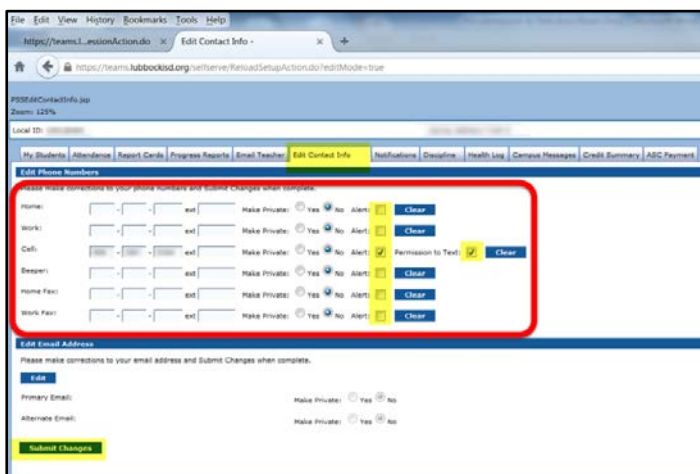 File Edit View History Bookmarks Tools Help
https://teams.l...essionAction.do × Edit Contact Info - × +
https://teams.lubbockisd.org/selfserve/ReloadSetupAction.do?editMode=true
PSSEditContactInfo.jsp
Zoom: 125%
Local ID:
My Students Attendance Report Cards Progress Reports Email Teacher Edit Contact Info Notifications Discipline Health Log Campus Messages Credit Summary ASC Payment
Edit Phone Numbers
Please make corrections to your phone numbers and Submit Changes when complete.
Home: - - ext Make Private: Yes No Alert: Clear
Work: - - ext Make Private: Yes No Alert: Clear
Cell: - - ext Make Private: Yes No Alert: Permission to Text: Clear
Beeper: - - ext Make Private: Yes No Alert: Clear
Home Fax: - - ext Make Private: Yes No Alert: Clear
Work Fax: - - ext Make Private: Yes No Alert: Clear
Edit Email Address
Please make corrections to your email address and Submit Changes when complete.
Edit
Primary Email: Make Private: Yes No
Alternate Email: Make Private: Yes No
Submit Changes